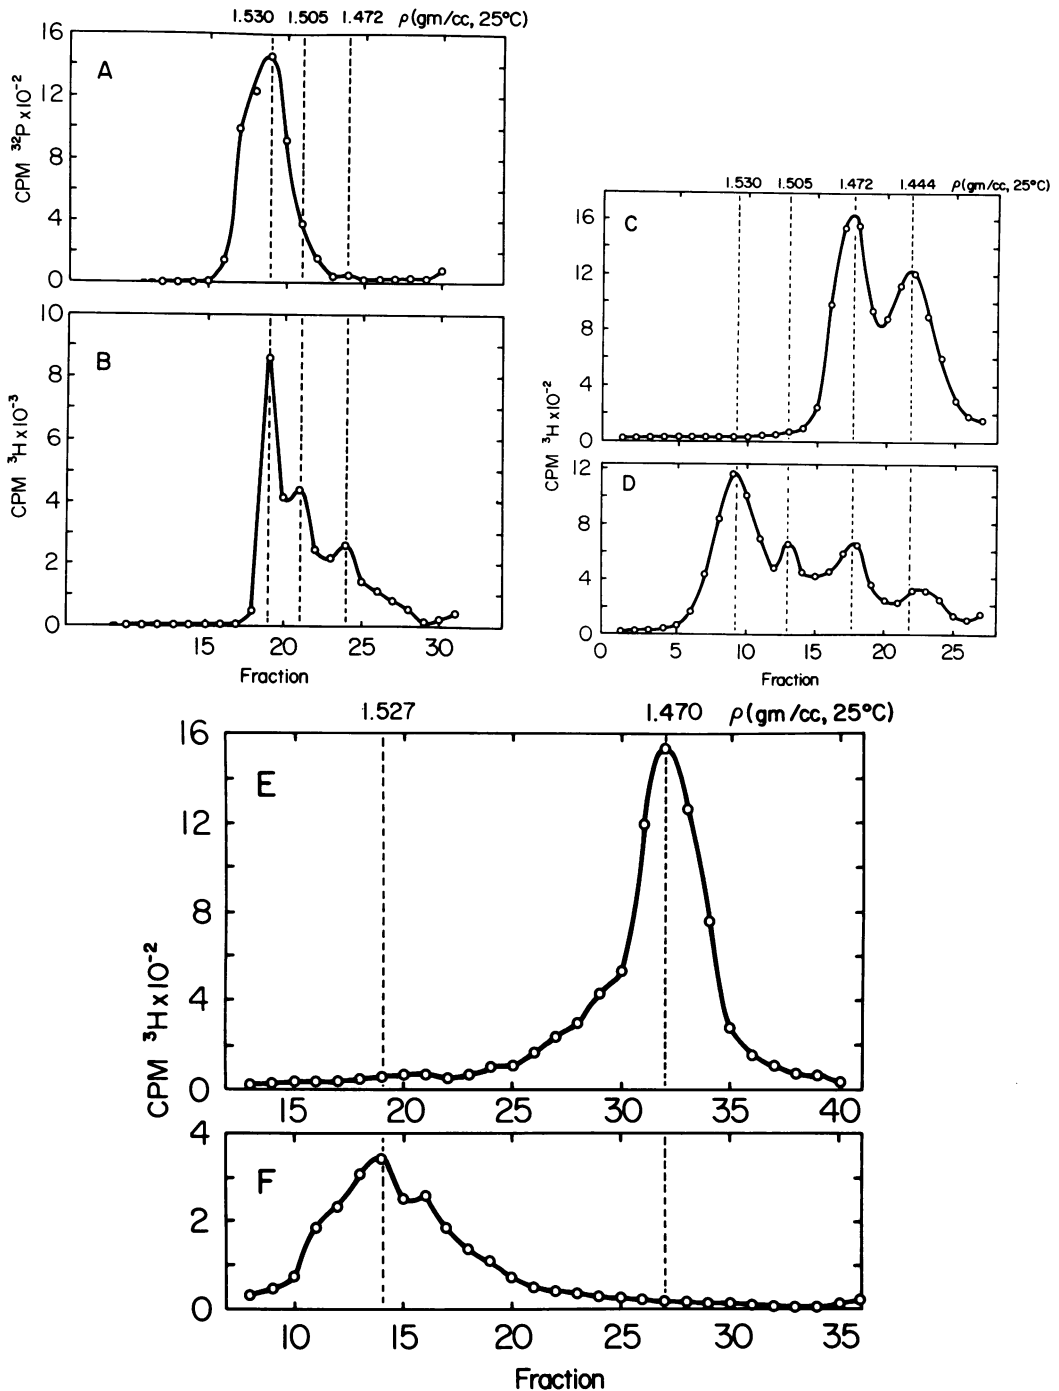 1.530 1.505 1.472 ρ(gm/cc, 25°C)
16
12
8
4
0
A
CPM ³²P x 10⁻²
10
8
6
4
2
0
B
CPM ³H x 10⁻³
15 20 25 30
Fraction
1.530 1.505 1.472 1.444 ρ(gm/cc, 25°C)
16
12
8
4
0
C
CPM ³H x 10⁻²
12
8
4
0
D
0 5 10 15 20 25
Fraction
1.527 1.470 ρ(gm/cc, 25°C)
16
12
8
4
0
E
CPM ³H x 10⁻²
15 20 25 30 35 40
4
2
0
F
10 15 20 25 30 35
Fraction